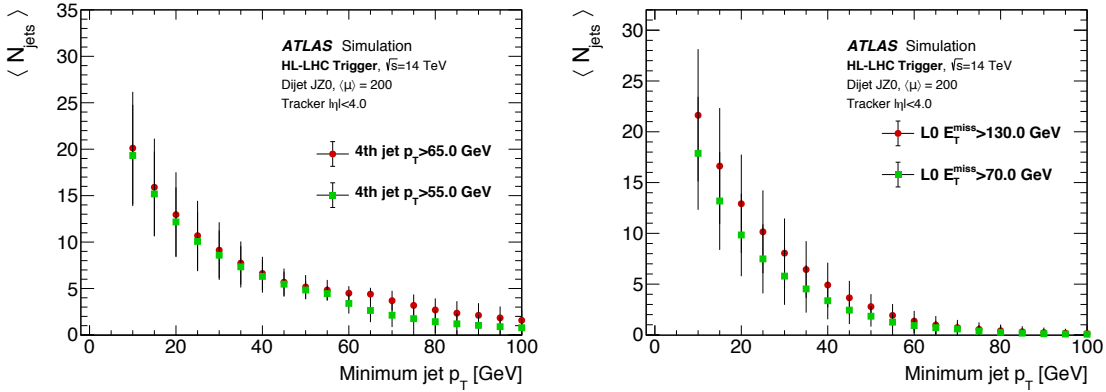 ⟨ N_jets ⟩
35
30
25
20
15
10
5
0
ATLAS Simulation
HL-LHC Trigger, √s=14 TeV
Dijet JZ0, ⟨μ⟩ = 200
Tracker |η|<4.0
4th jet p_T>65.0 GeV
4th jet p_T>55.0 GeV
0 20 40 60 80 100
Minimum jet p_T [GeV]
⟨ N_jets ⟩
30
25
20
15
10
5
0
ATLAS Simulation
HL-LHC Trigger, √s=14 TeV
Dijet JZ0, ⟨μ⟩ = 200
Tracker |η|<4.0
L0 E_T^miss>130.0 GeV
L0 E_T^miss>70.0 GeV
0 20 40 60 80 100
Minimum jet p_T [GeV]